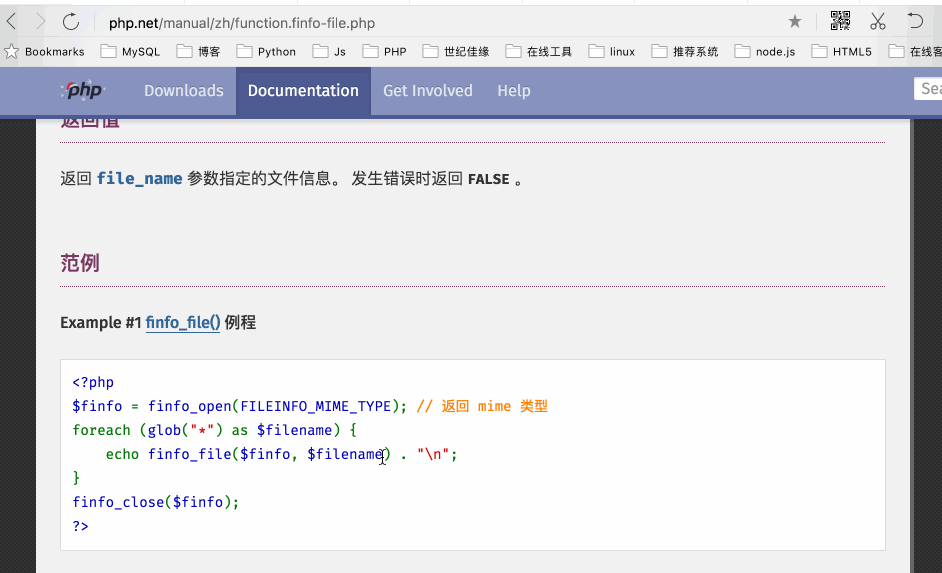 php.net/manual/zh/function.finfo-file.php
Bookmarks MySQL 博客 Python Js PHP 世纪佳缘 在线工具 linux 推荐系统 node.js HTML5 在线客
php Downloads Documentation Get Involved Help Sea
返回值
返回 file_name 参数指定的文件信息。 发生错误时返回 FALSE 。
范例
Example #1 finfo_file() 例程
<?php
$finfo = finfo_open(FILEINFO_MIME_TYPE); // 返回 mime 类型
foreach (glob("*") as $filename) {
    echo finfo_file($finfo, $filename) . "\n";
}
finfo_close($finfo);
?>